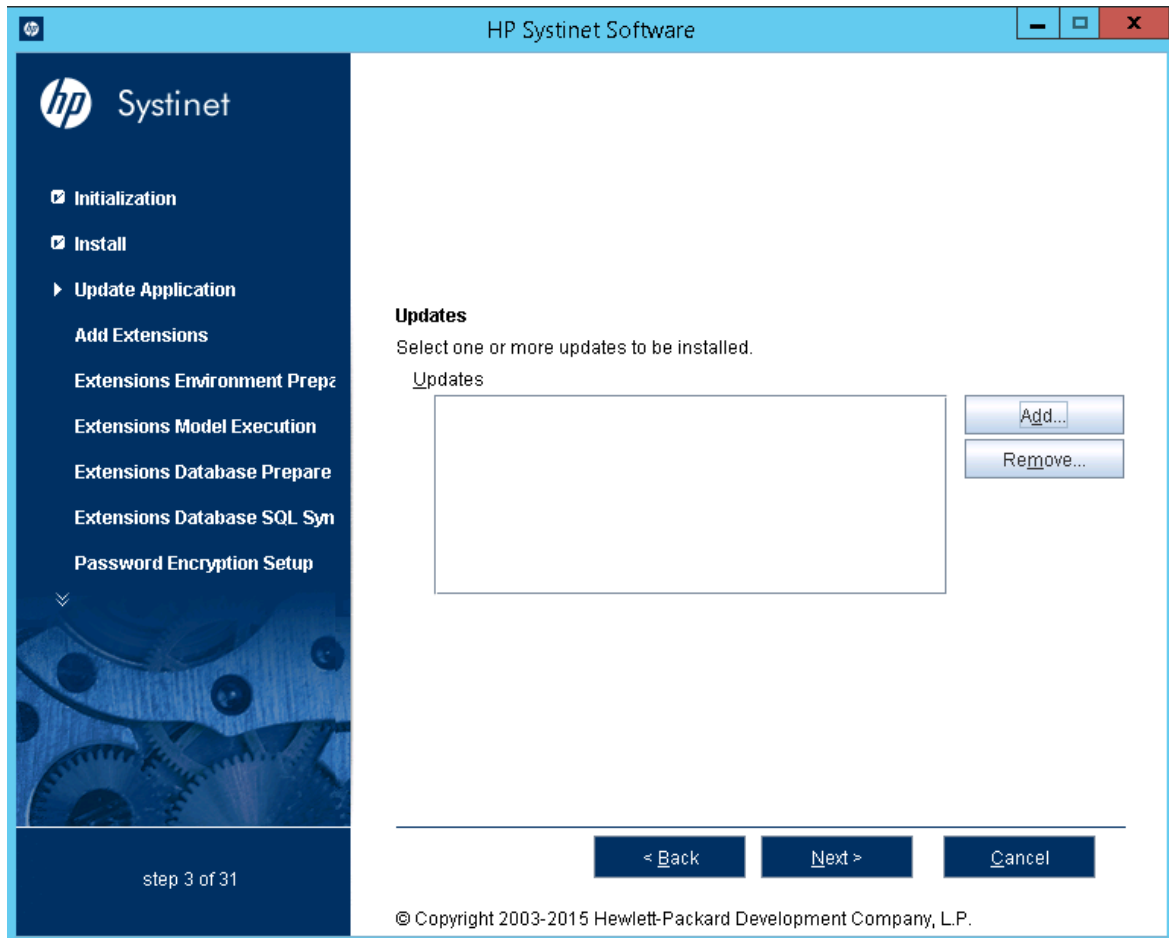 HP Systinet Software
hp Systinet
Initialization
Install
Update Application
Add Extensions
Extensions Environment Prepa
Extensions Model Execution
Extensions Database Prepare
Extensions Database SQL Syn
Password Encryption Setup
step 3 of 31
Updates
Select one or more updates to be installed.
Updates
Add...
Remove...
< Back
Next >
Cancel
© Copyright 2003-2015 Hewlett-Packard Development Company, L.P.